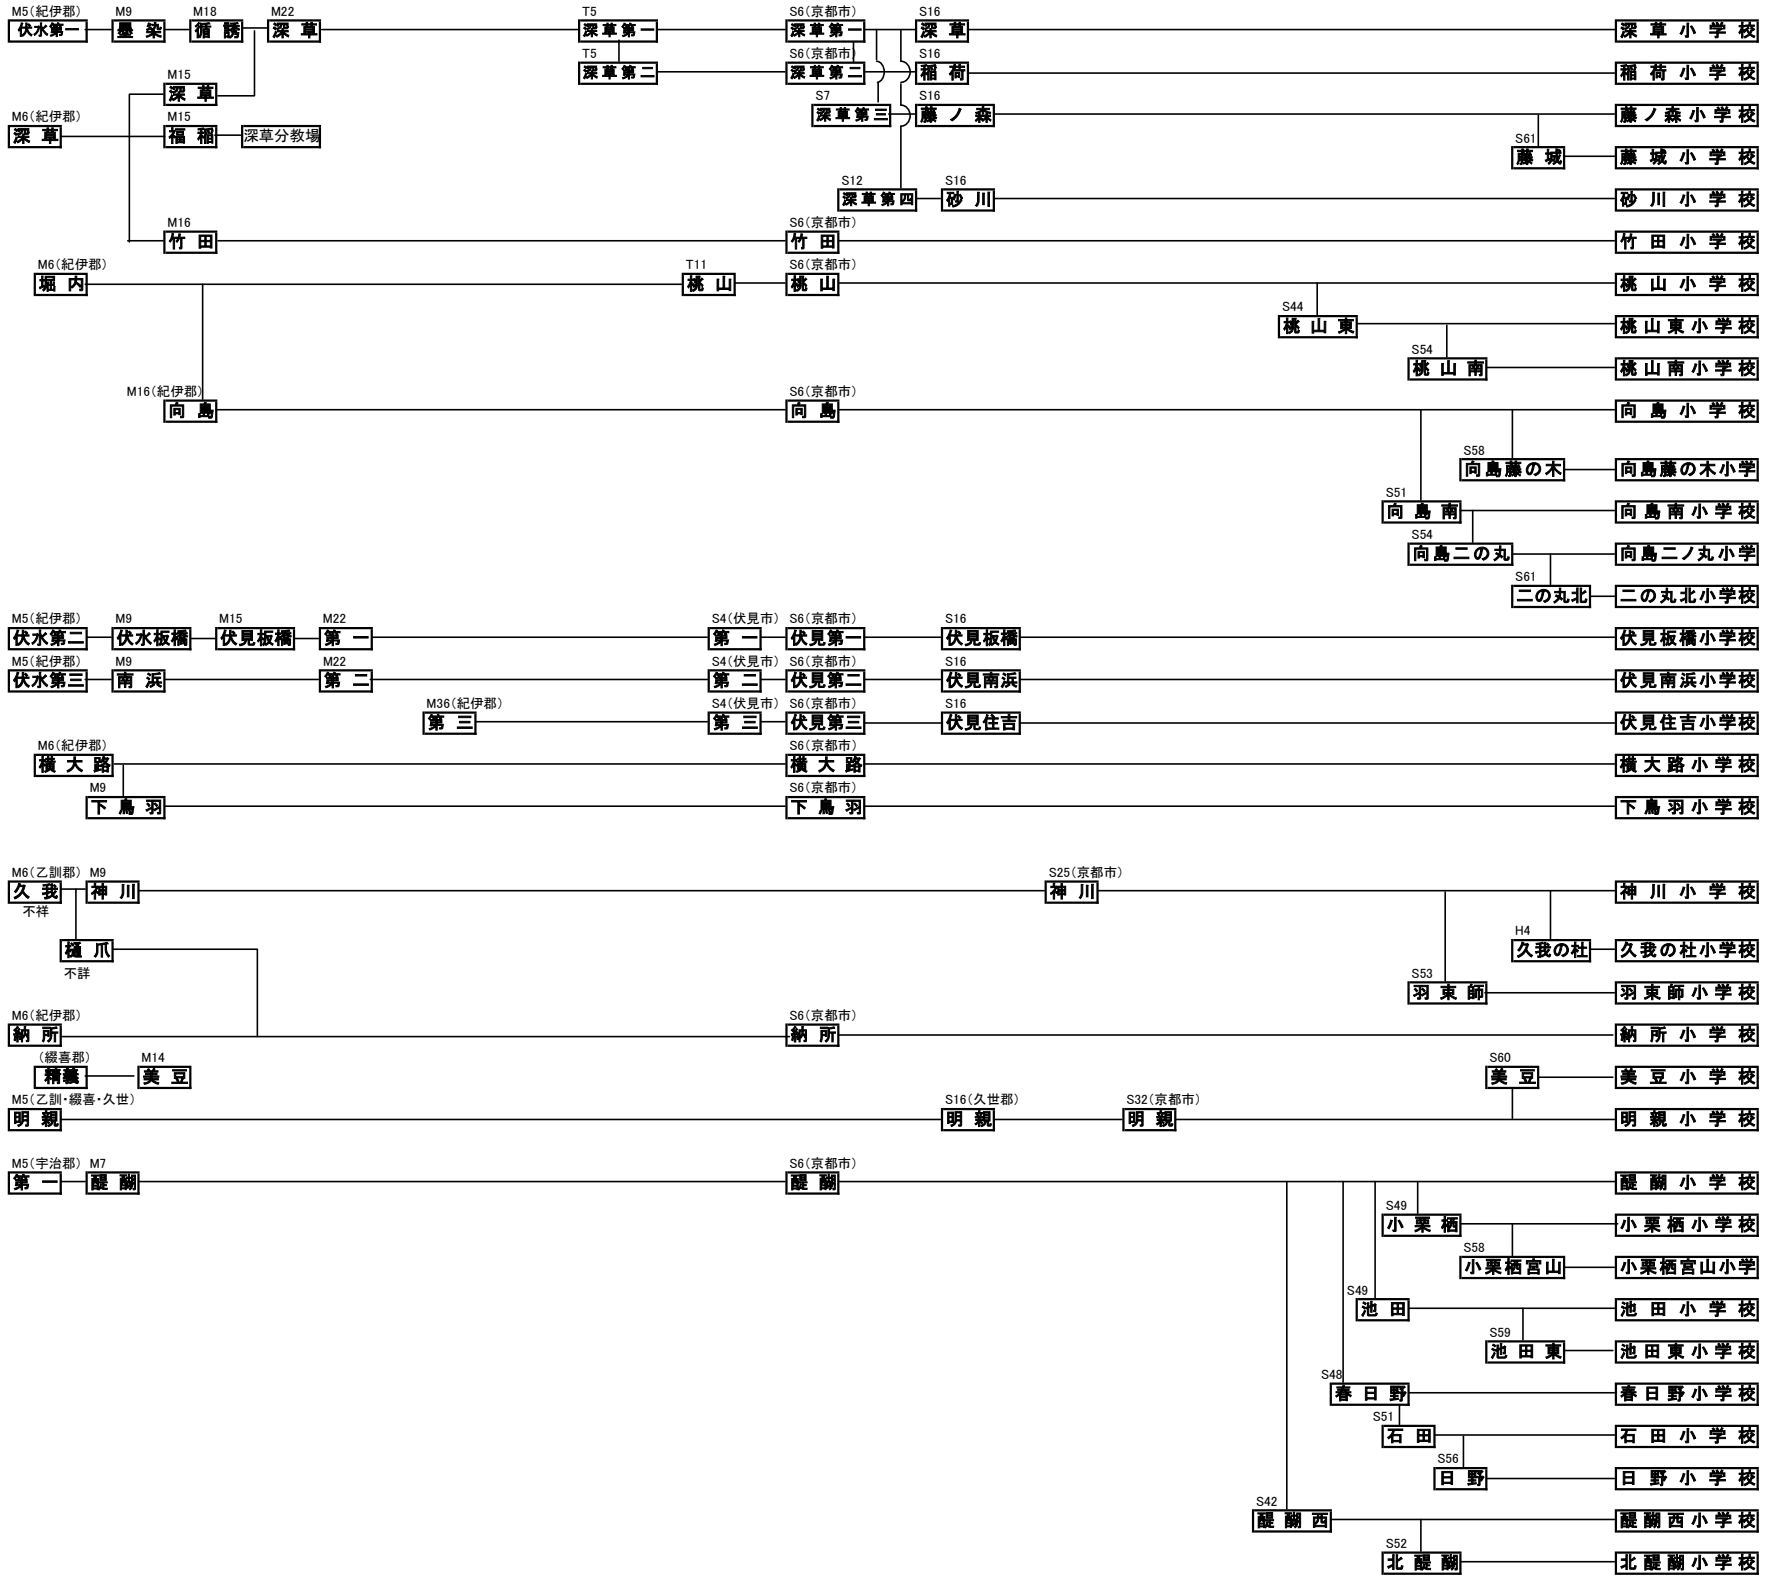 M5(紀伊郡) M9 M18 M22 T5 S6(京都市) S16
伏水第一 墨染 循誘 深草 深草第一 深草第一 深草 深草小学校
T5 S6(京都市) S16
深草第二 深草第二 稲荷 稲荷小学校
M15
深草
S7 S16
深草第三 藤ノ森 藤ノ森小学校
M6(紀伊郡) M15
深草 福稲 深草分教場
S61
藤城 藤城小学校
S12 S16
深草第四 砂川 砂川小学校
M16 S6(京都市)
竹田 竹田 竹田小学校
M6(紀伊郡) T11 S6(京都市)
堀内 桃山 桃山 桃山小学校
S44
桃山東 桃山東小学校
S54
桃山南 桃山南小学校
M16(紀伊郡) S6(京都市)
向島 向島 向島小学校
S58
向島藤の木 向島藤の木小学
S51
向島南 向島南小学校
S54
向島二の丸 向島二ノ丸小学
S61
二の丸北 二の丸北小学校
M5(紀伊郡) M9 M15 M22 S4(伏見市) S6(京都市) S16
伏水第二 伏水板橋 伏見板橋 第一 第一 伏見第一 伏見板橋 伏見板橋小学校
M5(紀伊郡) M9 M22 S4(伏見市) S6(京都市) S16
伏水第三 南浜 第二 第二 伏見第二 伏見南浜 伏見南浜小学校
M36(紀伊郡) S4(伏見市) S6(京都市) S16
第三 第三 伏見第三 伏見住吉 伏見住吉小学校
M6(紀伊郡) S6(京都市)
横大路 横大路 横大路小学校
M9 S6(京都市)
下鳥羽 下鳥羽 下鳥羽小学校
M6(乙訓郡) M9 S25(京都市)
久我 神川 神川 神川小学校
不祥
H4
樋爪 久我の杜 久我の杜小学校
不詳
S53
羽束師 羽束師小学校
M6(紀伊郡) S6(京都市)
納所 納所 納所小学校
(綴喜郡) M14 S60
精義 美豆 美豆 美豆小学校
M5(乙訓・綴喜・久世) S16(久世郡) S32(京都市)
明親 明親 明親 明親小学校
M5(宇治郡) M7 S6(京都市)
第一 醍醐 醍醐 醍醐小学校
S49
小栗栖 小栗栖小学校
S58
小栗栖宮山 小栗栖宮山小学
S49
池田 池田小学校
S59
池田東 池田東小学校
S48
春日野 春日野小学校
S51
石田 石田小学校
S56
日野 日野小学校
S42
醍醐西 醍醐西小学校
S52
北醍醐 北醍醐小学校